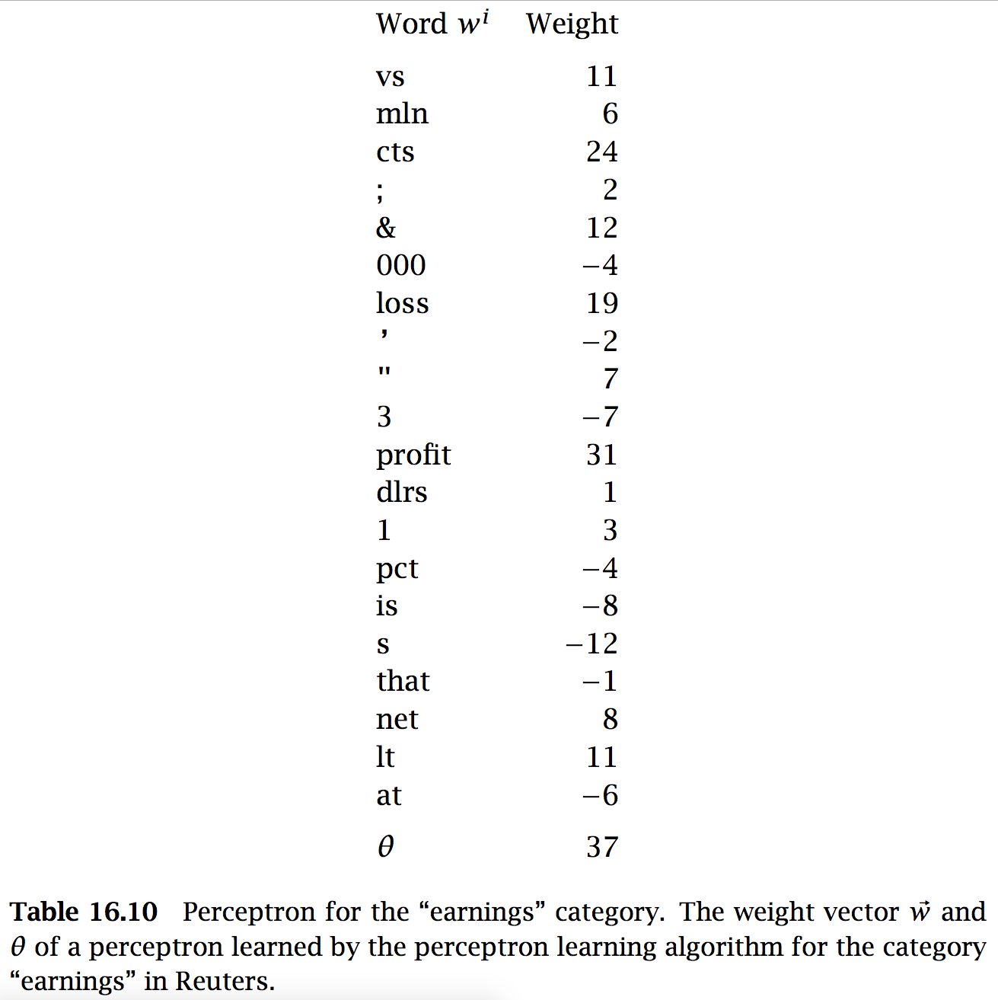 Word wⁱ Weight
vs 11
mln 6
cts 24
; 2
& 12
000 −4
loss 19
’ −2
" 7
3 −7
profit 31
dlrs 1
1 3
pct −4
is −8
s −12
that −1
net 8
lt 11
at −6
θ 37
Table 16.10 Perceptron for the “earnings” category. The weight vector w⃗ and
θ of a perceptron learned by the perceptron learning algorithm for the category
“earnings” in Reuters.